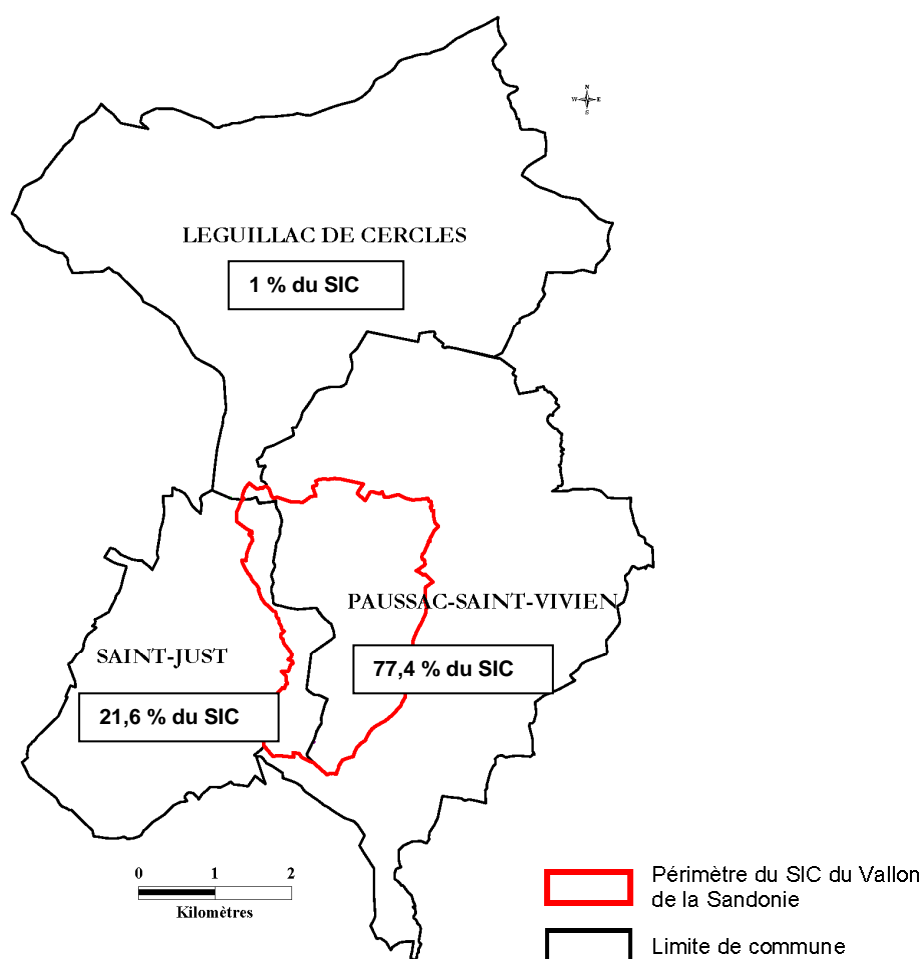 N
W E
S
LEGUILLAC DE CERCLES
1 % du SIC
PAUSSAC-SAINT-VIVIEN
SAINT-JUST
77,4 % du SIC
21,6 % du SIC
0 1 2
Kilomètres
Périmètre du SIC du Vallon
de la Sandonie
Limite de commune